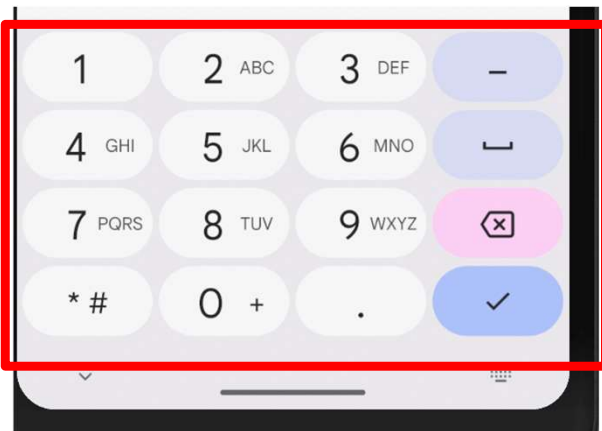 1 2 ABC 3 DEF –
4 GHI 5 JKL 6 MNO
7 PQRS 8 TUV 9 WXYZ
* # 0 + .